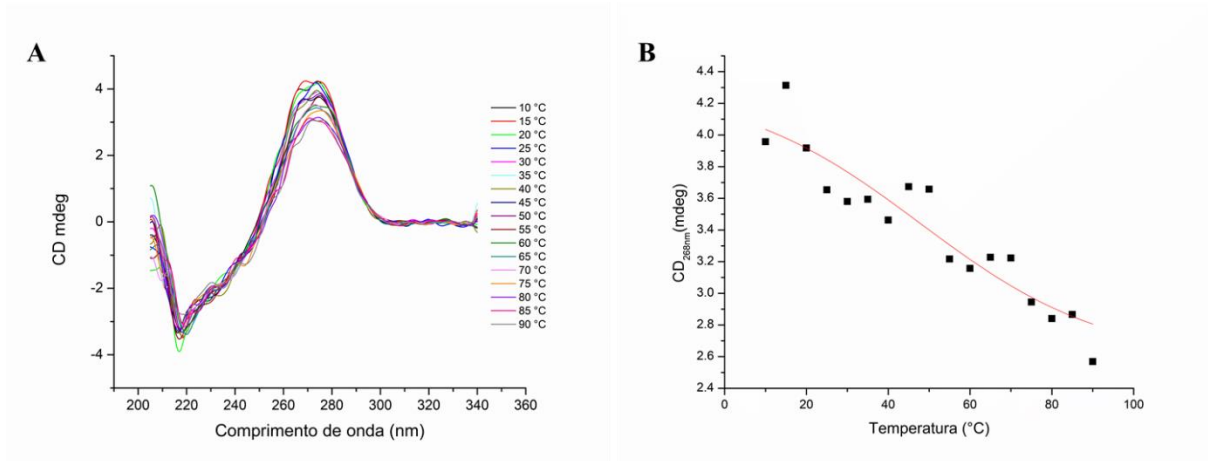 A
CD mdeg
4
2
0
-2
-4
200 220 240 260 280 300 320 340 360
Comprimento de onda (nm)
10 °C
15 °C
20 °C
25 °C
30 °C
35 °C
40 °C
45 °C
50 °C
55 °C
60 °C
65 °C
70 °C
75 °C
80 °C
85 °C
90 °C
B
CD268nm(mdeg)
4.4
4.2
4.0
3.8
3.6
3.4
3.2
3.0
2.8
2.6
2.4
0 20 40 60 80 100
Temperatura (°C)